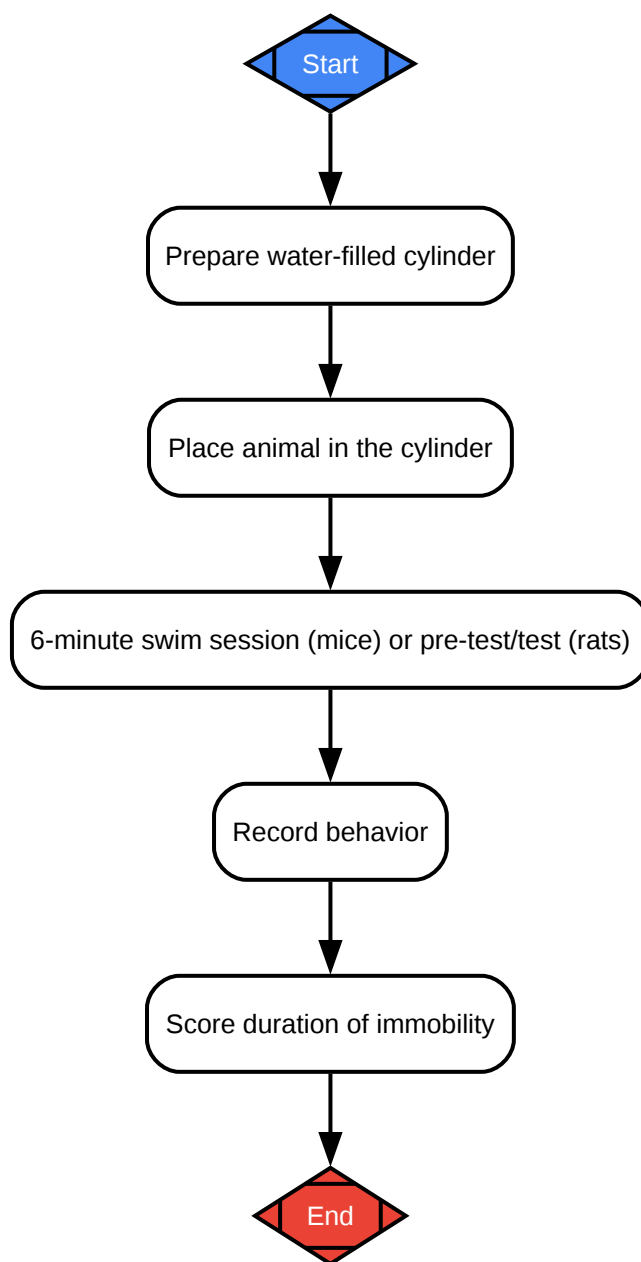 Start
Prepare water-filled cylinder
Place animal in the cylinder
6-minute swim session (mice) or pre-test/test (rats)
Record behavior
Score duration of immobility
End